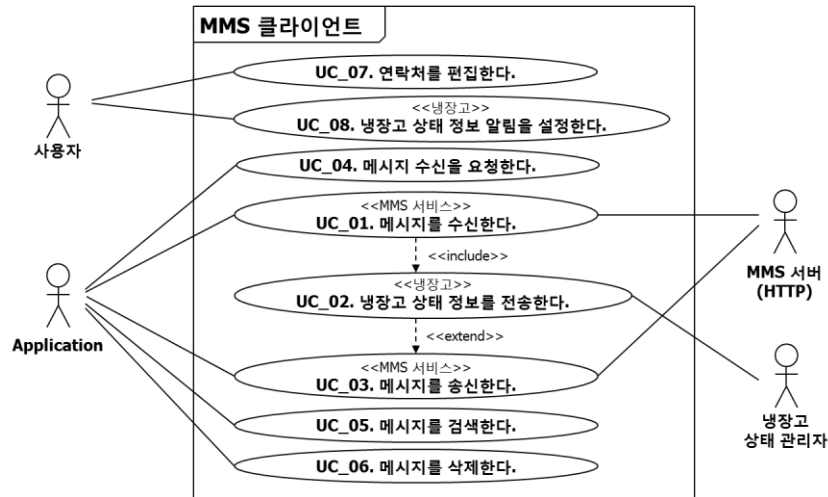 MMS 클라이언트
UC_07. 연락처를 편집한다.
<<냉장고>>
UC_08. 냉장고 상태 정보 알림을 설정한다.
사용자
UC_04. 메시지 수신을 요청한다.
<<MMS 서비스>>
UC_01. 메시지를 수신한다.
<<include>>
MMS 서버
(HTTP)
<<냉장고>>
UC_02. 냉장고 상태 정보를 전송한다.
Application
<<extend>>
<<MMS 서비스>>
UC_03. 메시지를 송신한다.
냉장고
상태 관리자
UC_05. 메시지를 검색한다.
UC_06. 메시지를 삭제한다.